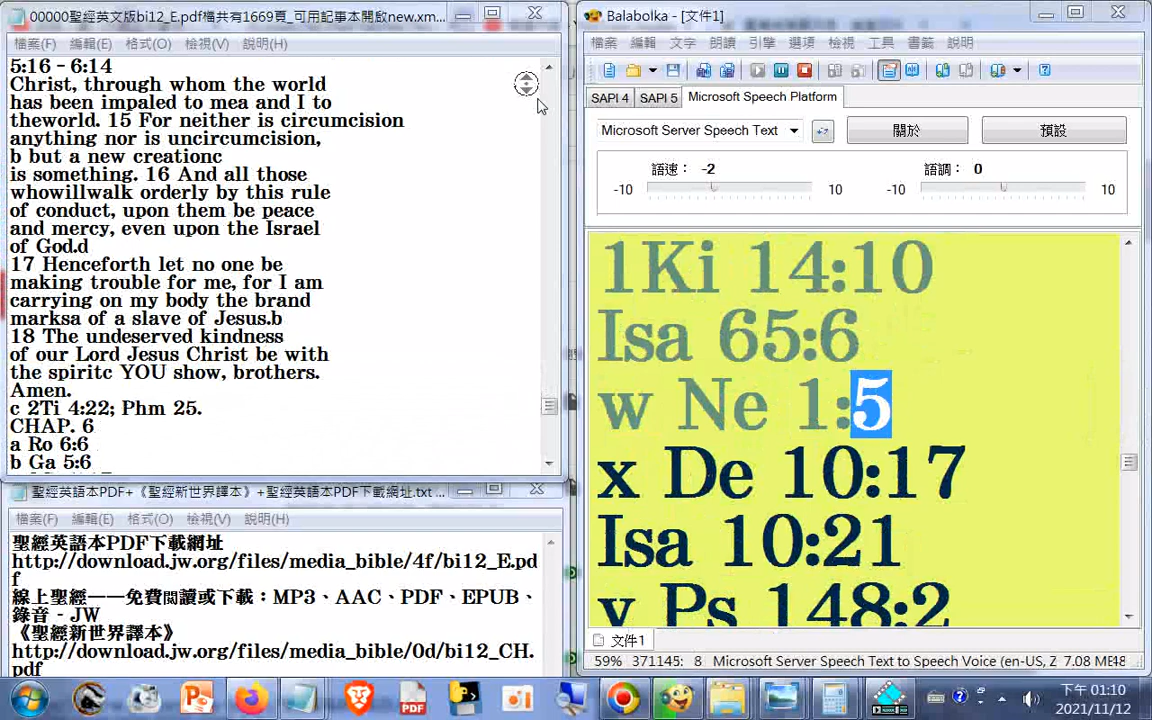 00000聖經英文版bi12_E.pdf檔共有1669頁_可用記事本開啟new.xm...
檔案(F) 編輯(E) 格式(O) 檢視(V) 說明(H)
5:16 - 6:14
Christ, through whom the world
has been impaled to mea and I to
theworld. 15 For neither is circumcision
anything nor is uncircumcision,
b but a new creationc
is something. 16 And all those
whowillwalk orderly by this rule
of conduct, upon them be peace
and mercy, even upon the Israel
of God.d
17 Henceforth let no one be
making trouble for me, for I am
carrying on my body the brand
marksa of a slave of Jesus.b
18 The undeserved kindness
of our Lord Jesus Christ be with
the spiritc YOU show, brothers.
Amen.
c 2Ti 4:22; Phm 25.
CHAP. 6
a Ro 6:6
b Ga 5:6
聖經英語本PDF+《聖經新世界譯本》+聖經英語本PDF下載網址.txt ...
檔案(F) 編輯(E) 格式(O) 檢視(V) 說明(H)
聖經英語本PDF下載網址
http://download.jw.org/files/media_bible/4f/bi12_E.pd
f
線上聖經——免費閱讀或下載：MP3、AAC、PDF、EPUB、
錄音 - JW
《聖經新世界譯本》
http://download.jw.org/files/media_bible/0d/bi12_CH.
pdf
Balabolka - [文件1]
檔案 編輯 文字 朗讀 引擎 選項 檢視 工具 書籤 說明
SAPI 4 SAPI 5 Microsoft Speech Platform
Microsoft Server Speech Text 關於 預設
語速： -2 語調： 0
-10 10 -10 10
1Ki 14:10
Isa 65:6
w Ne 1:5
x De 10:17
Isa 10:21
y Ps 148:2
文件1
59% 371145: 8 Microsoft Server Speech Text to Speech Voice (en-US, Z 7.08 MB
下午 01:10
2021/11/12